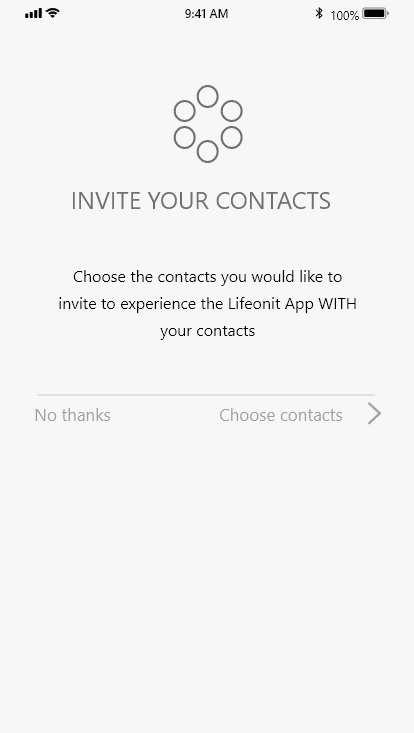 9:41 AM 100%
INVITE YOUR CONTACTS
Choose the contacts you would like to
invite to experience the Lifeonit App WITH
your contacts
No thanks Choose contacts